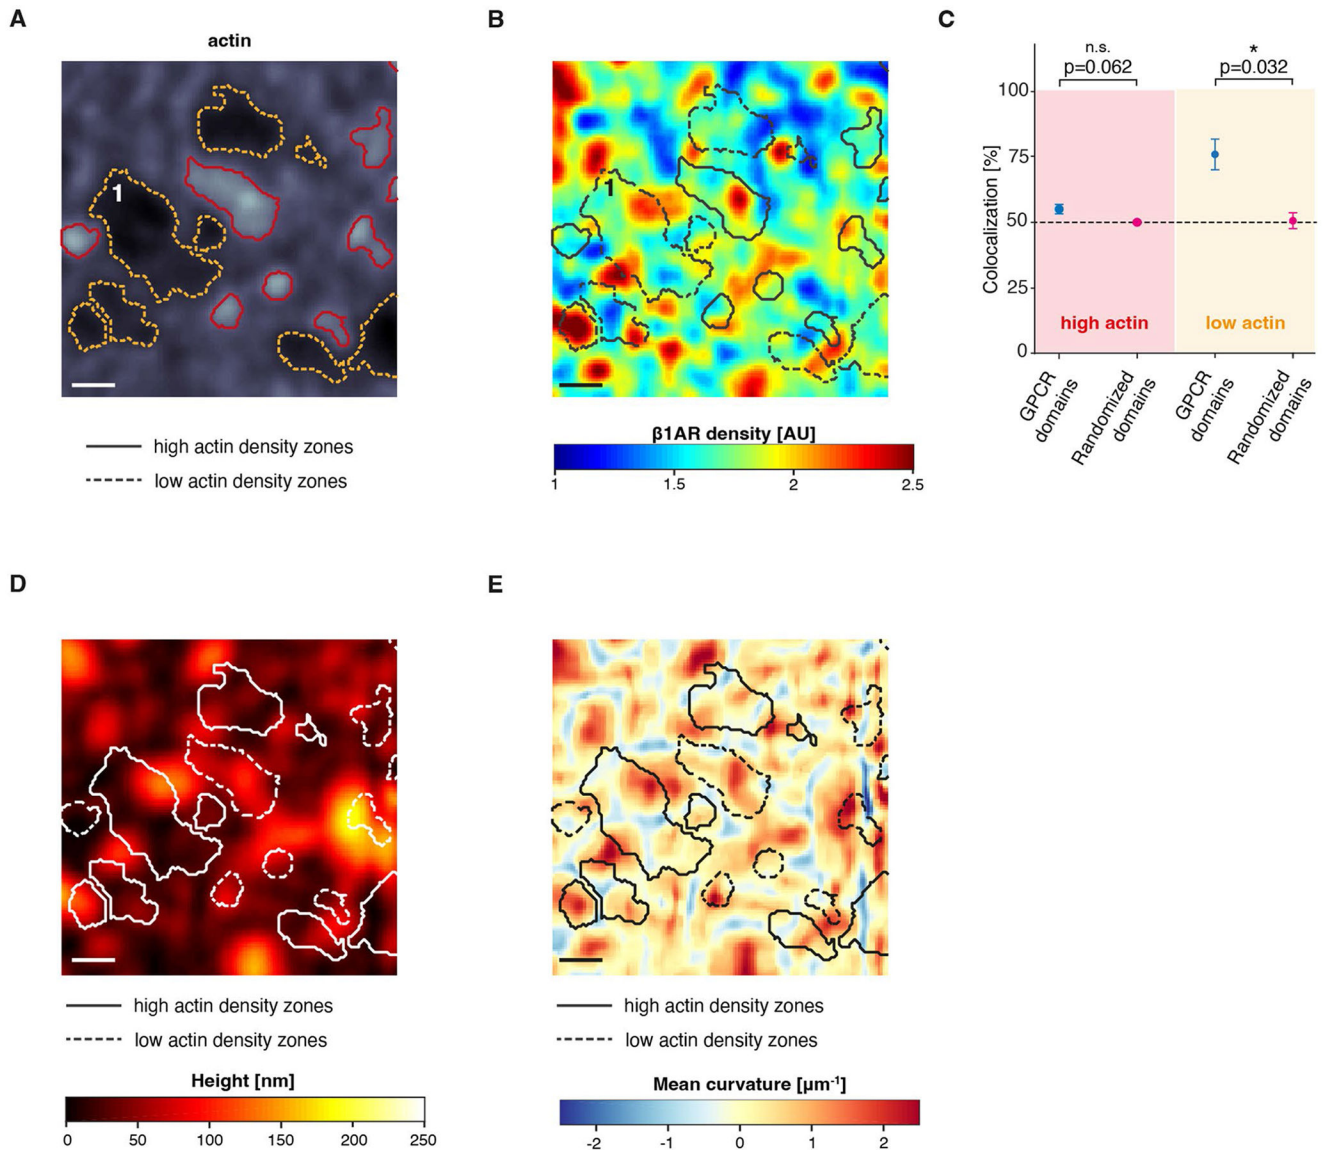 A
actin
1
high actin density zones
low actin density zones
B
1
β1AR density [AU]
1
1.5
2
2.5
C
n.s.
p=0.062
*
p=0.032
Colocalization [%]
100
75
50
25
0
high actin
low actin
GPCR
domains
Randomized
domains
GPCR
domains
Randomized
domains
D
high actin density zones
low actin density zones
Height [nm]
0
50
100
150
200
250
E
high actin density zones
low actin density zones
Mean curvature [µm⁻¹]
-2
-1
0
1
2